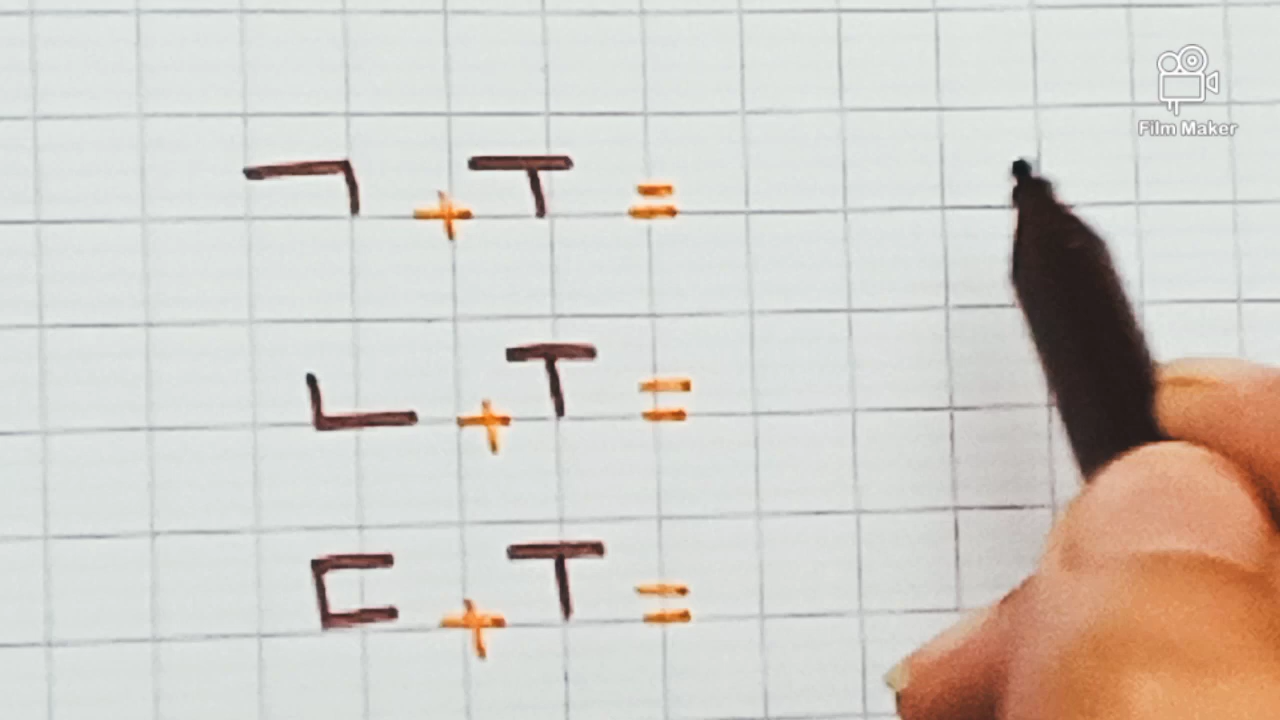 Film Maker
ㄱ + ㅜ =
ㄴ + ㅜ =
ㄷ + ㅜ =